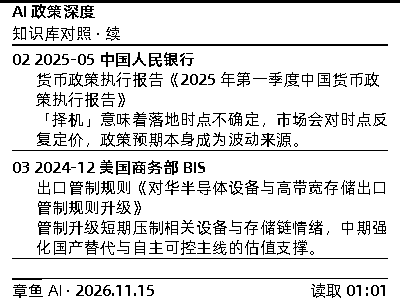 AI 政策深度
知识库对照 · 续
02 2025-05 中国人民银行
货币政策执行报告《2025 年第一季度中国货币政
策执行报告》
「择机」意味着落地时点不确定，市场会对时点反
复定价，政策预期本身成为波动来源。
03 2024-12 美国商务部 BIS
出口管制规则《对华半导体设备与高带宽存储出口
管制规则升级》
管制升级短期压制相关设备与存储链情绪，中期强
化国产替代与自主可控主线的估值支撑。
章鱼 AI · 2026.11.15
读取 01:01